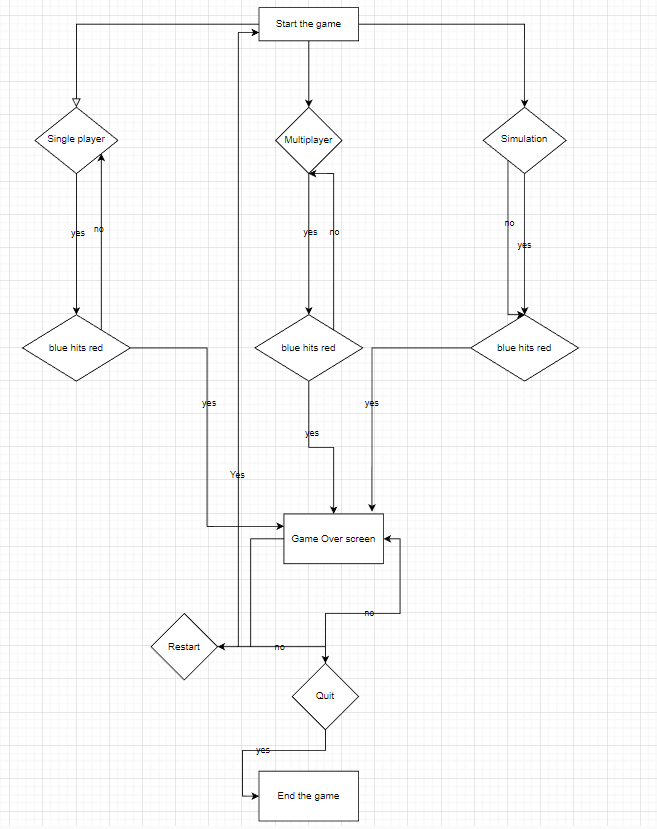 Start the game
Single player
Multiplayer
Simulation
no
yes
no
yes
no
yes
blue hits red
blue hits red
blue hits red
yes
yes
yes
Yes
Game Over screen
no
Restart
no
Quit
yes
End the game